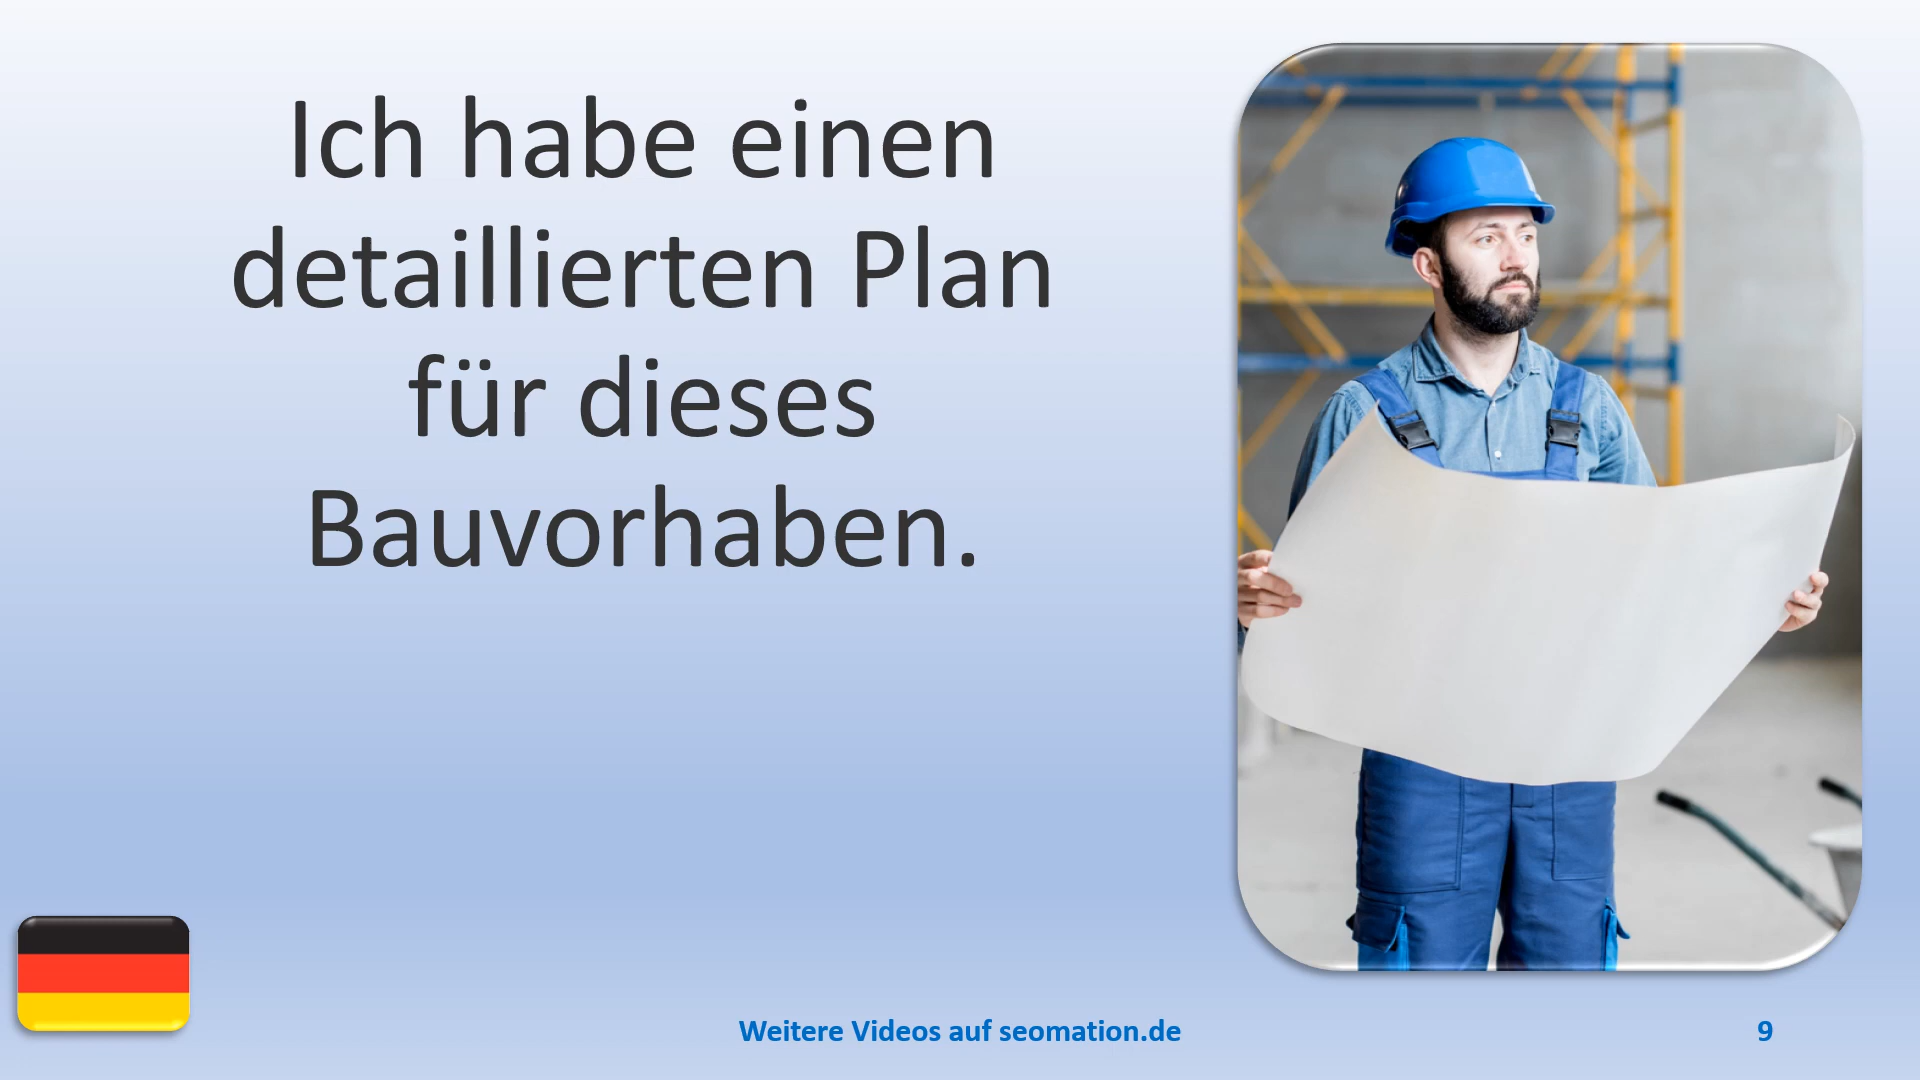 Ich habe einen
detaillierten Plan
für dieses
Bauvorhaben.
Weitere Videos auf seomation.de
9